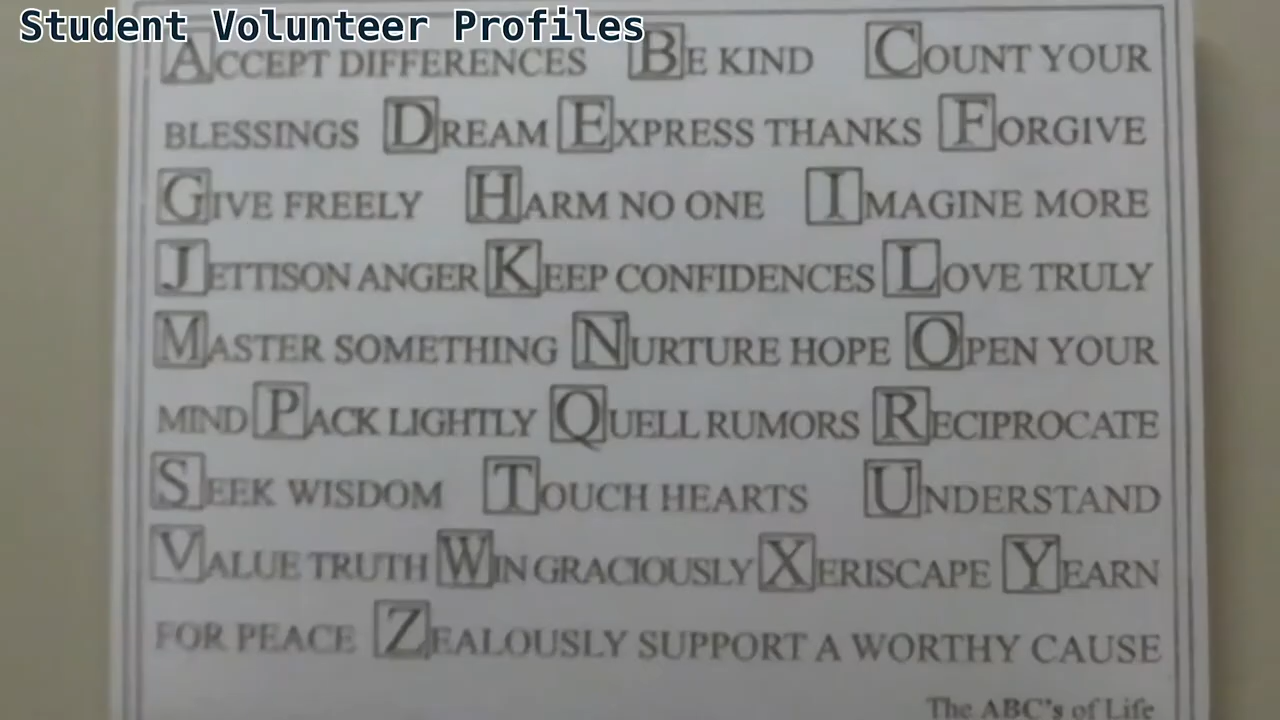 Student Volunteer Profiles
ACCEPT DIFFERENCES BE KIND COUNT YOUR
BLESSINGS DREAM EXPRESS THANKS FORGIVE
GIVE FREELY HARM NO ONE IMAGINE MORE
JETTISON ANGER KEEP CONFIDENCES LOVE TRULY
MASTER SOMETHING NURTURE HOPE OPEN YOUR
MIND PACK LIGHTLY QUELL RUMORS RECIPROCATE
SEEK WISDOM TOUCH HEARTS UNDERSTAND
VALUE TRUTH WIN GRACIOUSLY XERISCAPE YEARN
FOR PEACE ZEALOUSLY SUPPORT A WORTHY CAUSE
The ABC's of Life